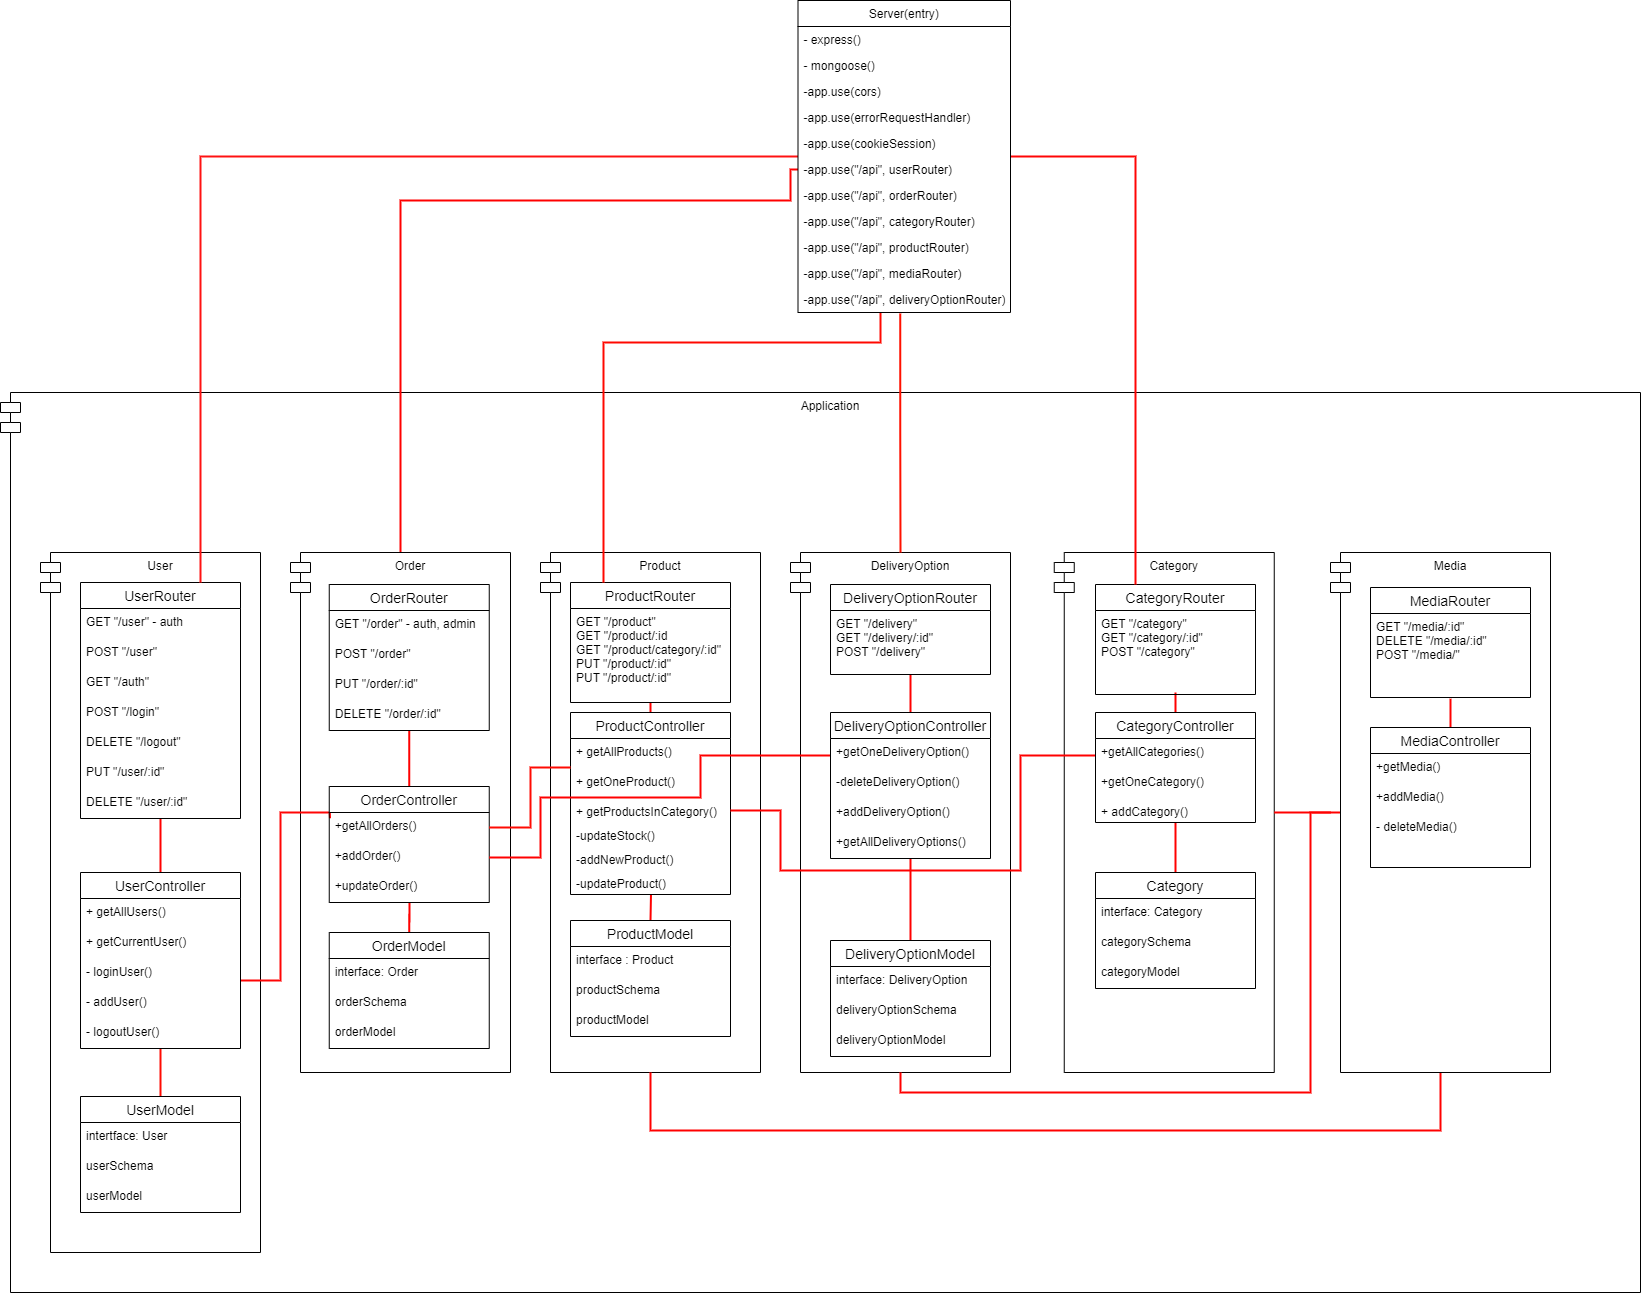 Server(entry)
- express()
- mongoose()
-app.use(cors)
-app.use(errorRequestHandler)
-app.use(cookieSession)
-app.use("/api", userRouter)
-app.use("/api", orderRouter)
-app.use("/api", categoryRouter)
-app.use("/api", productRouter)
-app.use("/api", mediaRouter)
-app.use("/api", deliveryOptionRouter)
Application
User
UserRouter
GET "/user" - auth
POST "/user"
GET "/auth"
POST "/login"
DELETE "/logout"
PUT "/user/:id"
DELETE "/user/:id"
UserController
+ getAllUsers()
+ getCurrentUser()
- loginUser()
- addUser()
- logoutUser()
UserModel
intertface: User
userSchema
userModel
Order
OrderRouter
GET "/order" - auth, admin
POST "/order"
PUT "/order/:id"
DELETE "/order/:id"
OrderController
+getAllOrders()
+addOrder()
+updateOrder()
OrderModel
interface: Order
orderSchema
orderModel
Product
ProductRouter
GET "/product"
GET "/product/:id
GET "/product/category/:id"
PUT "/product/:id"
PUT "/product/:id"
ProductController
+ getAllProducts()
+ getOneProduct()
+ getProductsInCategory()
-updateStock()
-addNewProduct()
-updateProduct()
ProductModel
interface : Product
productSchema
productModel
DeliveryOption
DeliveryOptionRouter
GET "/delivery"
GET "/delivery/:id"
POST "/delivery"
DeliveryOptionController
+getOneDeliveryOption()
-deleteDeliveryOption()
+addDeliveryOption()
+getAllDeliveryOptions()
DeliveryOptionModel
interface: DeliveryOption
deliveryOptionSchema
deliveryOptionModel
Category
CategoryRouter
GET "/category"
GET "/category/:id"
POST "/category"
CategoryController
+getAllCategories()
+getOneCategory()
+ addCategory()
Category
interface: Category
categorySchema
categoryModel
Media
MediaRouter
GET "/media/:id"
DELETE "/media/:id"
POST "/media/"
MediaController
+getMedia()
+addMedia()
- deleteMedia()